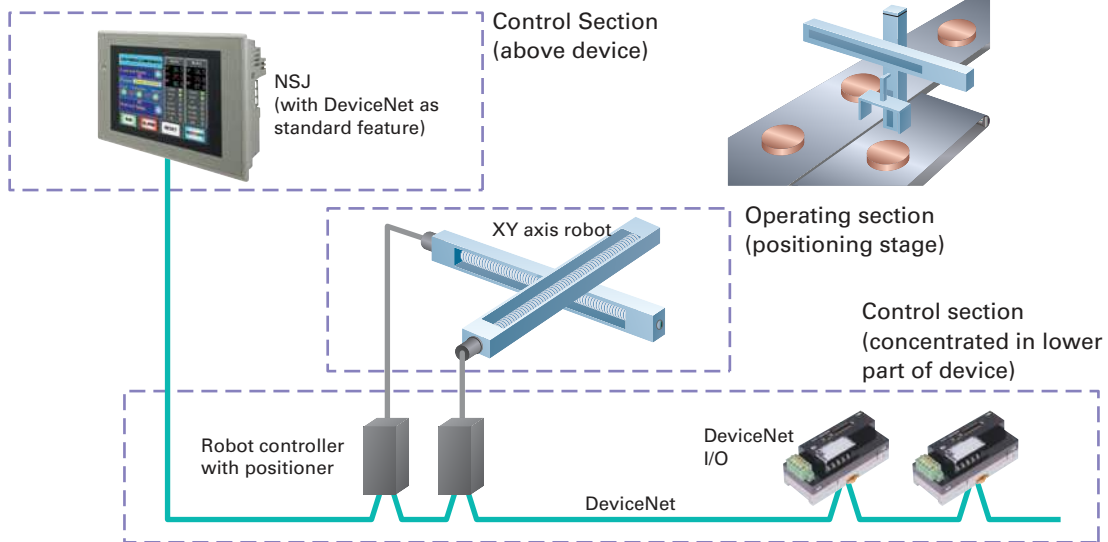 Control Section
(above device)
NSJ
(with DeviceNet as
standard feature)
XY axis robot
Operating section
(positioning stage)
Control section
(concentrated in lower
part of device)
Robot controller
with positioner
DeviceNet
I/O
DeviceNet